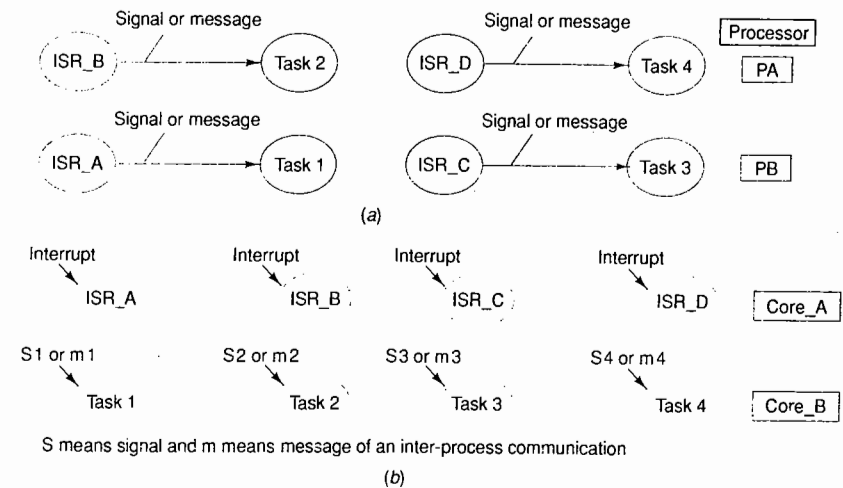 Signal or message Signal or message Processor
ISR_B Task 2 ISR_D Task 4 PA
Signal or message Signal or message
ISR_A Task 1 ISR_C Task 3 PB
(a)
Interrupt Interrupt Interrupt Interrupt
ISR_A ISR_B ISR_C ISR_D Core_A
S1 or m1 S2 or m2 S3 or m3 S4 or m4
Task 1 Task 2 Task 3 Task 4 Core_B
S means signal and m means message of an inter-process communication
(b)